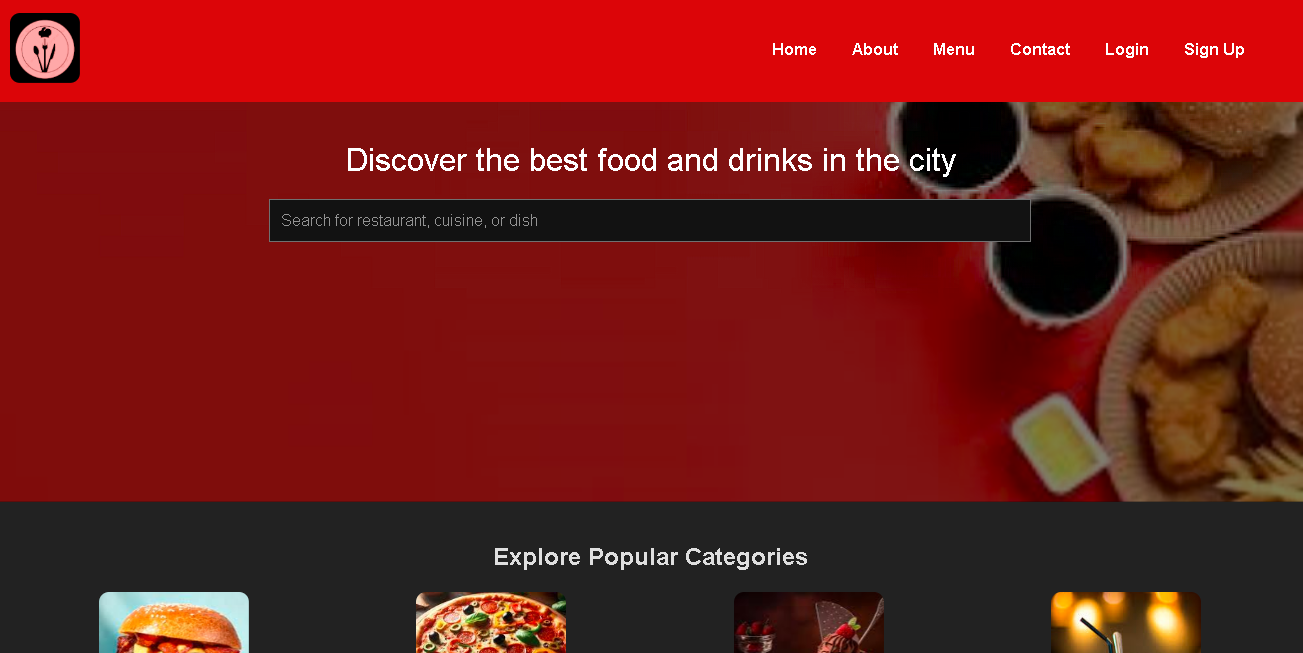 Home About Menu Contact Login Sign Up
Discover the best food and drinks in the city
Search for restaurant, cuisine, or dish
Explore Popular Categories